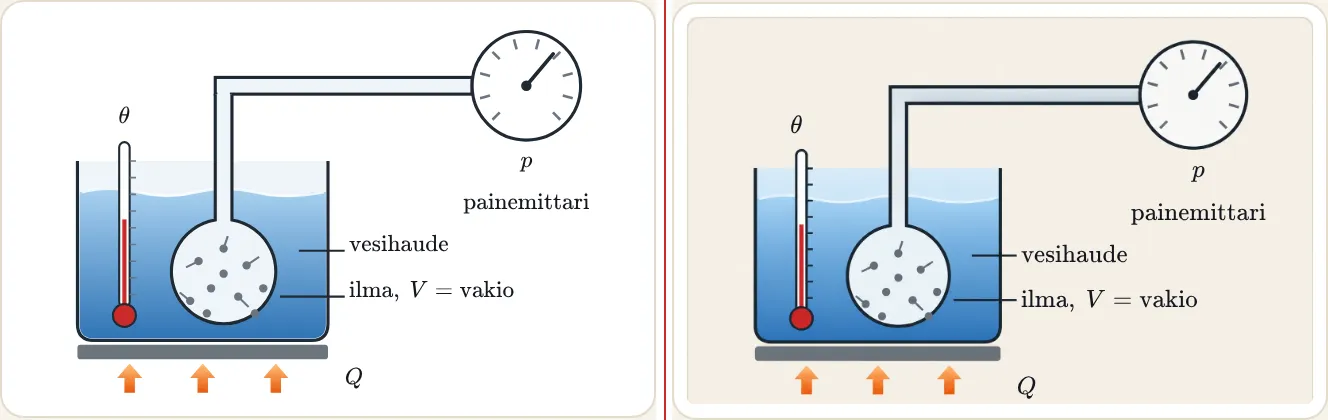 θ
p
painemittari
vesihaude
ilma, V = vakio
Q
θ
p
painemittari
vesihaude
ilma, V = vakio
Q